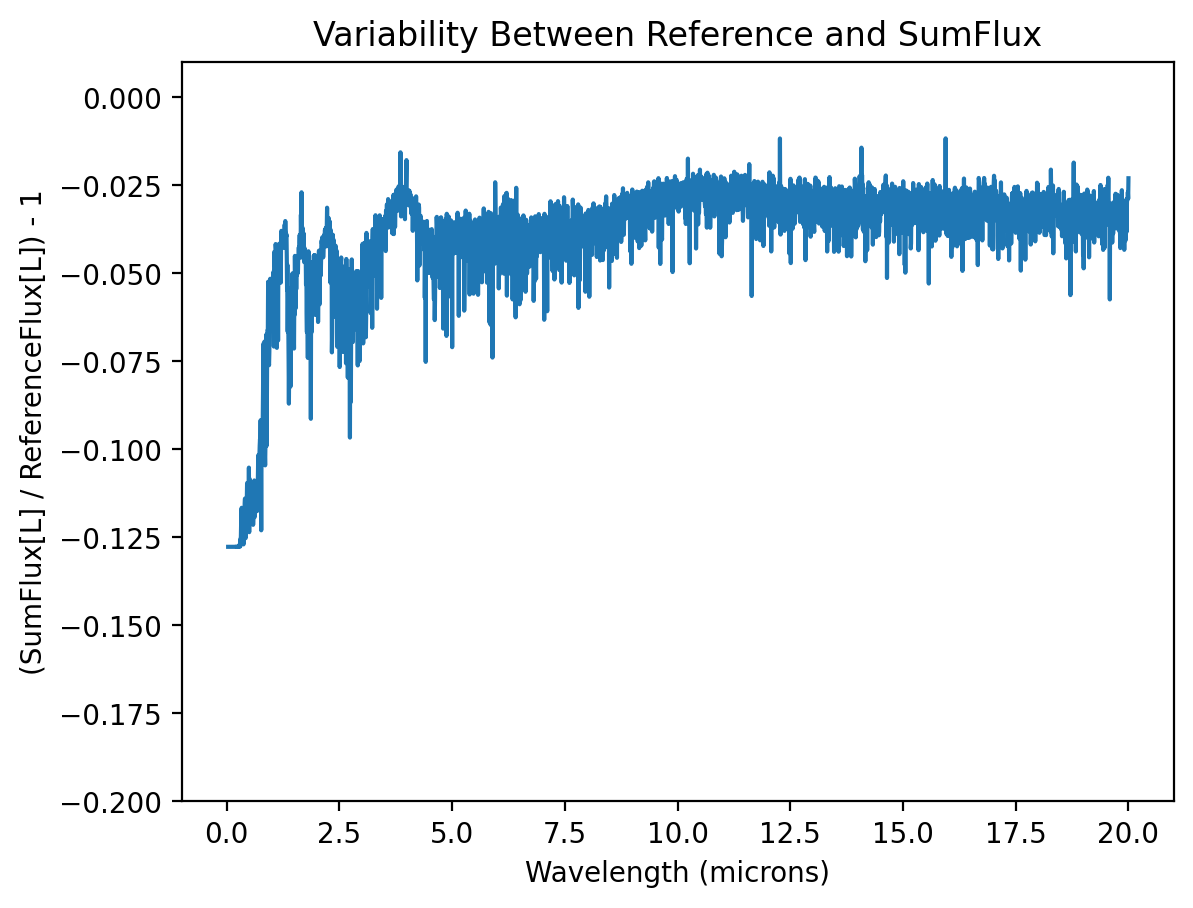 Variability Between Reference and SumFlux
(SumFlux[L] / ReferenceFlux[L]) - 1
0.000
−0.025
−0.050
−0.075
−0.100
−0.125
−0.150
−0.175
−0.200
0.0 2.5 5.0 7.5 10.0 12.5 15.0 17.5 20.0
Wavelength (microns)